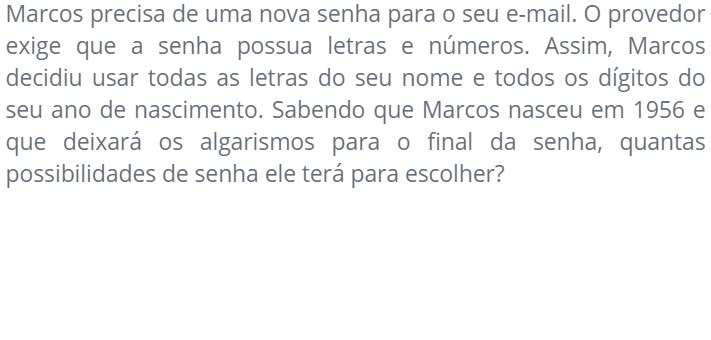 Marcos precisa de uma nova senha para o seu e-mail. O provedor
exige que a senha possua letras e números. Assim, Marcos
decidiu usar todas as letras do seu nome e todos os dígitos do
seu ano de nascimento. Sabendo que Marcos nasceu em 1956 e
que deixará os algarismos para o final da senha, quantas
possibilidades de senha ele terá para escolher?